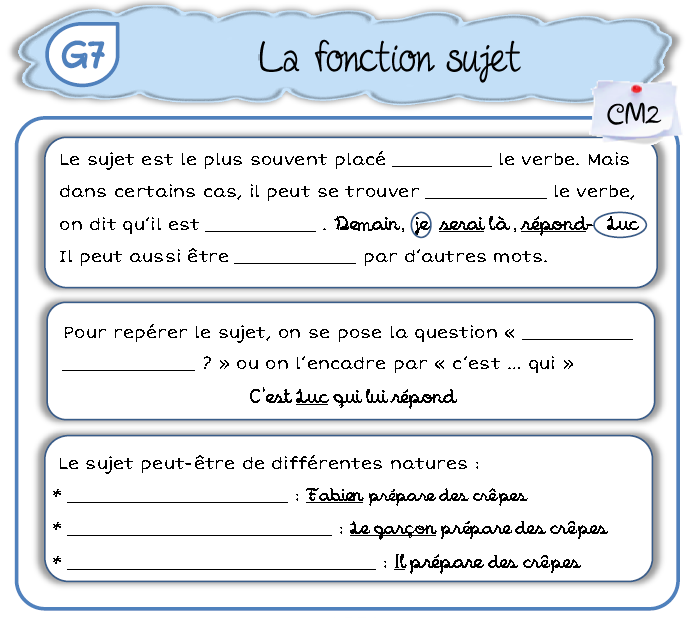 G7
La fonction sujet
CM2
Le sujet est le plus souvent placé __________ le verbe. Mais
dans certains cas, il peut se trouver ____________ le verbe,
on dit qu'il est ___________ . Demain, je serai là, répond-Luc
Il peut aussi être ____________ par d'autres mots.
Pour repérer le sujet, on se pose la question « ___________
_____________ ? » ou on l'encadre par « c'est ... qui »
C'est Luc qui lui répond
Le sujet peut-être de différentes natures :
* ______________________ : Fabien prépare des crêpes
* __________________________ : Le garçon prépare des crêpes
* ______________________________ : Il prépare des crêpes